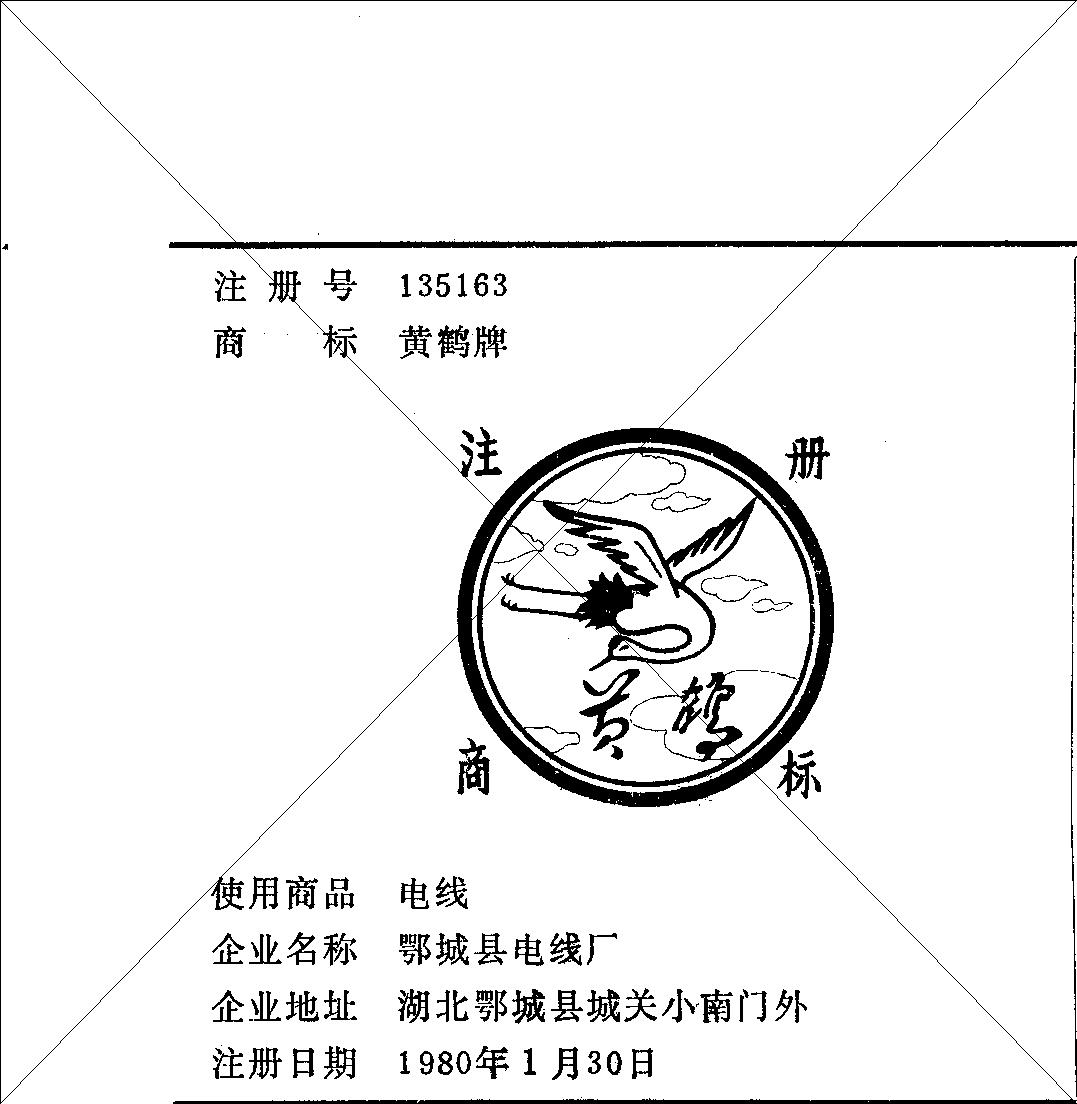 注册号 135163
商标 黄鹤牌
注 册
黄鹤
商 标
使用商品 电线
企业名称 鄂城县电线厂
企业地址 湖北鄂城县城关小南门外
注册日期 1980年1月30日